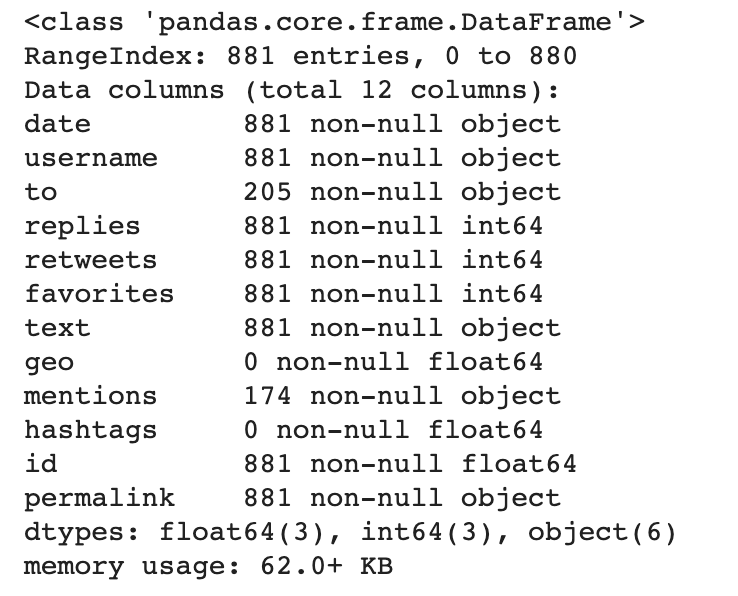 <class 'pandas.core.frame.DataFrame'>
RangeIndex: 881 entries, 0 to 880
Data columns (total 12 columns):
date         881 non-null object
username     881 non-null object
to           205 non-null object
replies      881 non-null int64
retweets     881 non-null int64
favorites    881 non-null int64
text         881 non-null object
geo          0 non-null float64
mentions     174 non-null object
hashtags     0 non-null float64
id           881 non-null float64
permalink    881 non-null object
dtypes: float64(3), int64(3), object(6)
memory usage: 62.0+ KB